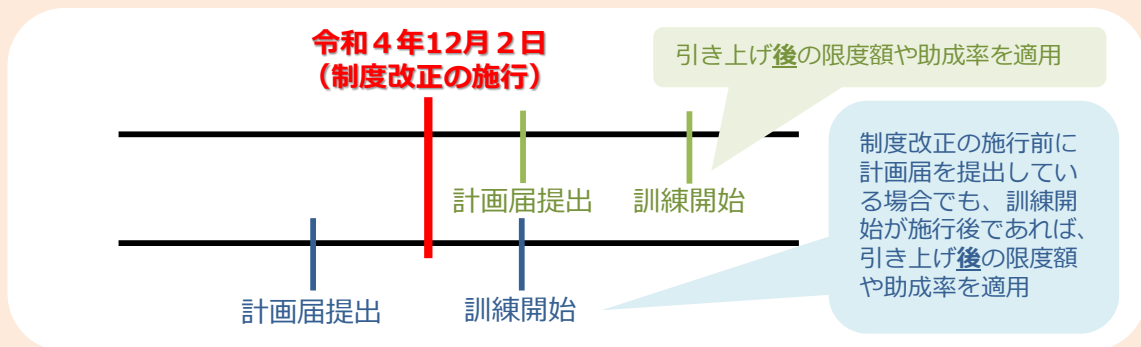 令和４年12月２日
（制度改正の施行）
引き上げ後の限度額や助成率を適用
計画届提出
訓練開始
制度改正の施行前に
計画届を提出してい
る場合でも、訓練開
始が施行後であれば、
引き上げ後の限度額
や助成率を適用
計画届提出
訓練開始